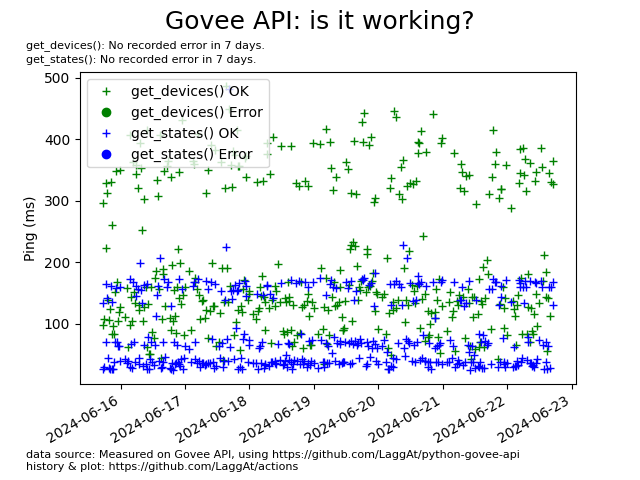 Govee API: is it working?
get_devices(): No recorded error in 7 days.
get_states(): No recorded error in 7 days.
500
400
300
200
100
Ping (ms)
get_devices() OK
get_devices() Error
get_states() OK
get_states() Error
2024-06-16
2024-06-17
2024-06-18
2024-06-19
2024-06-20
2024-06-21
2024-06-22
2024-06-23
data source: Measured on Govee API, using https://github.com/LaggAt/python-govee-api
history & plot: https://github.com/LaggAt/actions